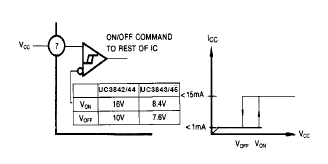 ON/OFF COMMAND
TO REST OF IC
VCC
7
UC3842/44 UC3843/45
VON 16V 8.4V
VOFF 10V 7.6V
ICC
<15mA
<1mA
VCC
VOFF VON